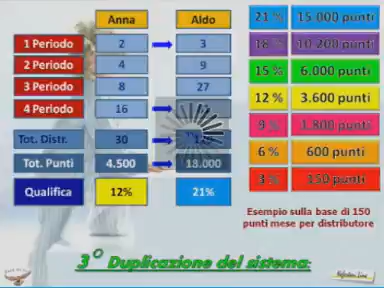 Anna Aldo
1 Periodo 2 3
2 Periodo 4 9
3 Periodo 8 27
4 Periodo 16
Tot. Distr. 30
Tot. Punti 4.500 18.000
Qualifica 12% 21%
21 % 15.000 punti
18 % 10.200 punti
15 % 6.000 punti
12 % 3.600 punti
9 % 1.800 punti
6 % 600 punti
3 % 150 punti
Esempio sulla base di 150
punti mese per distributore
3° Duplicazione del sistema: